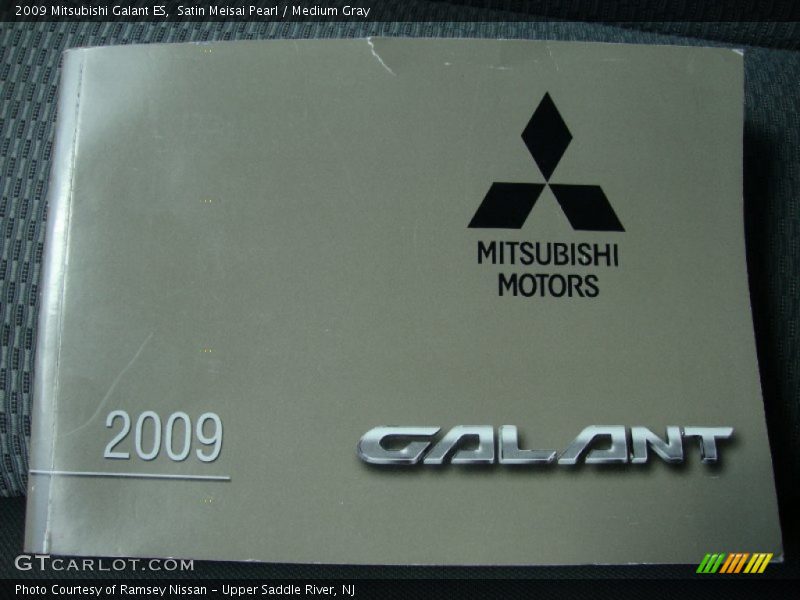 2009 Mitsubishi Galant ES, Satin Meisai Pearl / Medium Gray
MITSUBISHI
MOTORS
2009
GALANT
GTCARLOT.COM
Photo Courtesy of Ramsey Nissan - Upper Saddle River, NJ